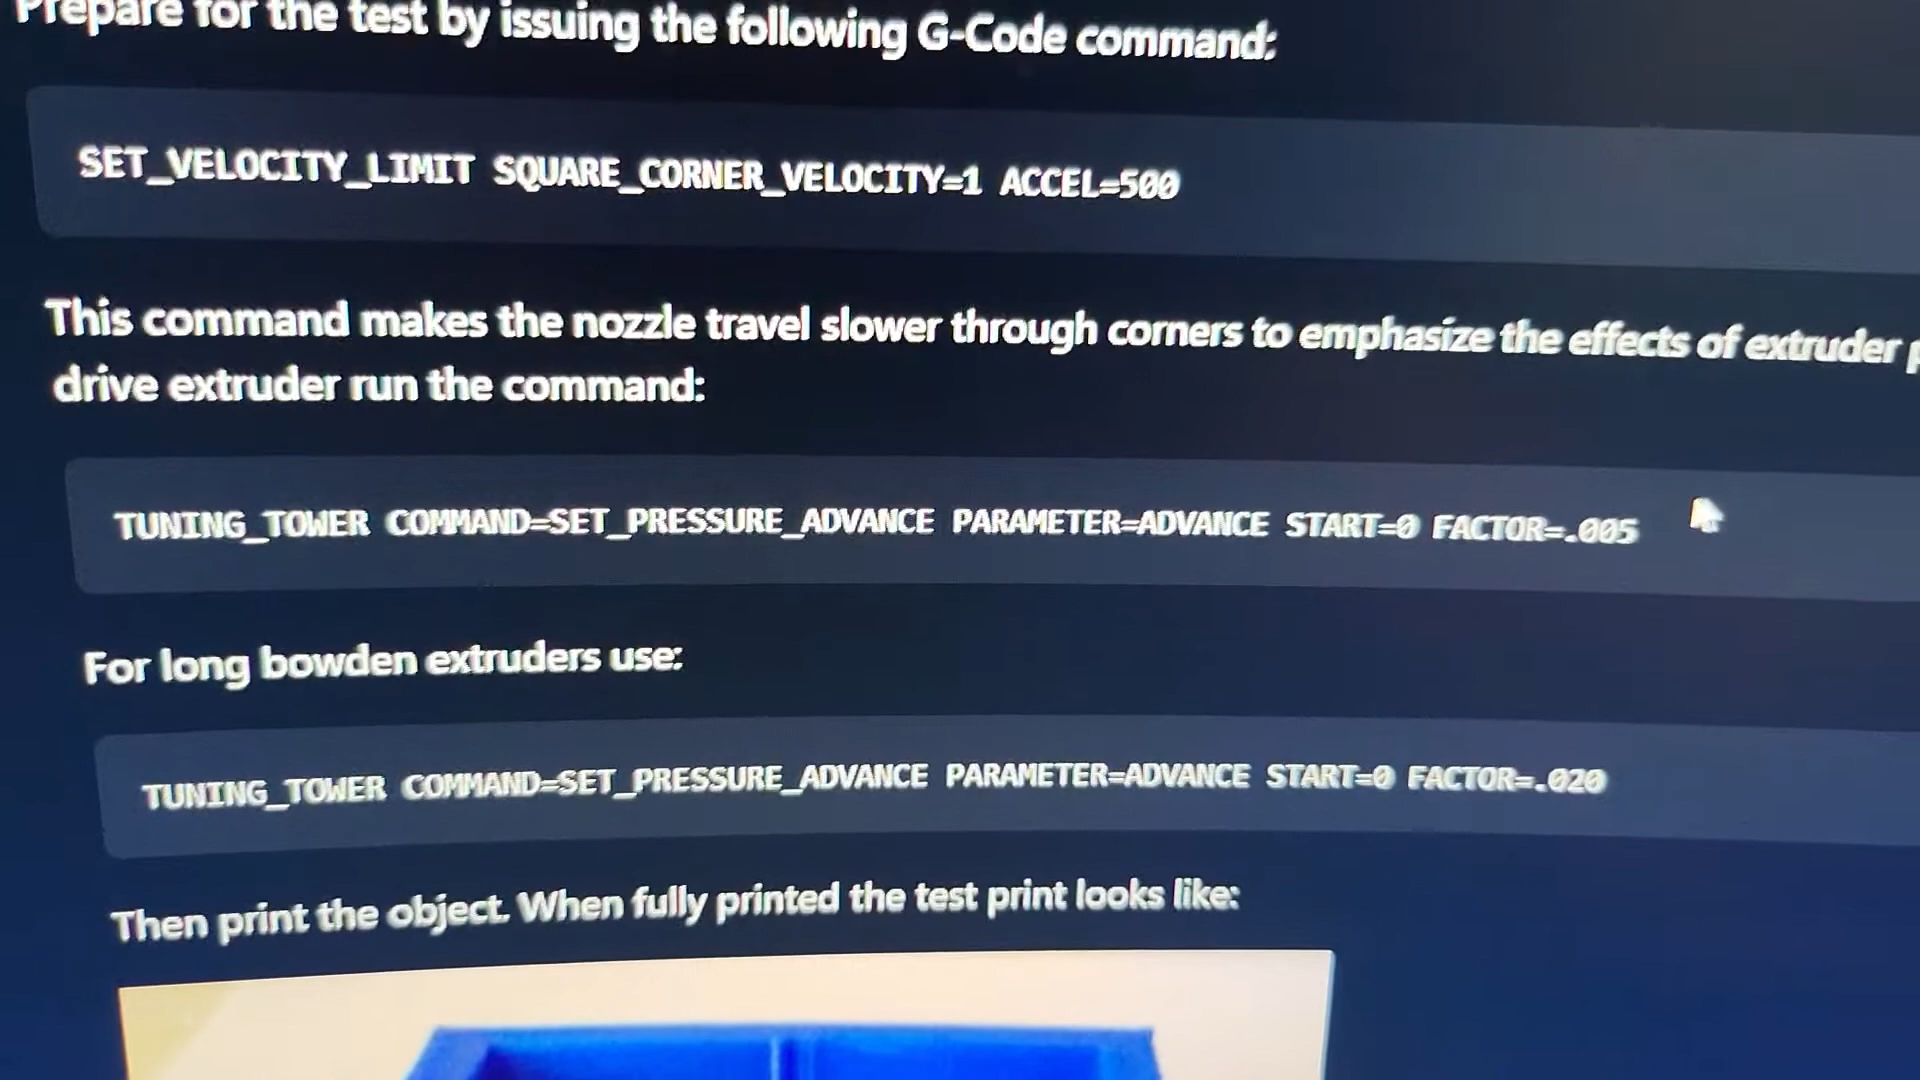 Prepare for the test by issuing the following G-Code command:
SET_VELOCITY_LIMIT SQUARE_CORNER_VELOCITY=1 ACCEL=500
This command makes the nozzle travel slower through corners to emphasize the effects of extruder
drive extruder run the command:
TUNING_TOWER COMMAND=SET_PRESSURE_ADVANCE PARAMETER=ADVANCE START=0 FACTOR=.005
For long bowden extruders use:
TUNING_TOWER COMMAND=SET_PRESSURE_ADVANCE PARAMETER=ADVANCE START=0 FACTOR=.020
Then print the object. When fully printed the test print looks like: